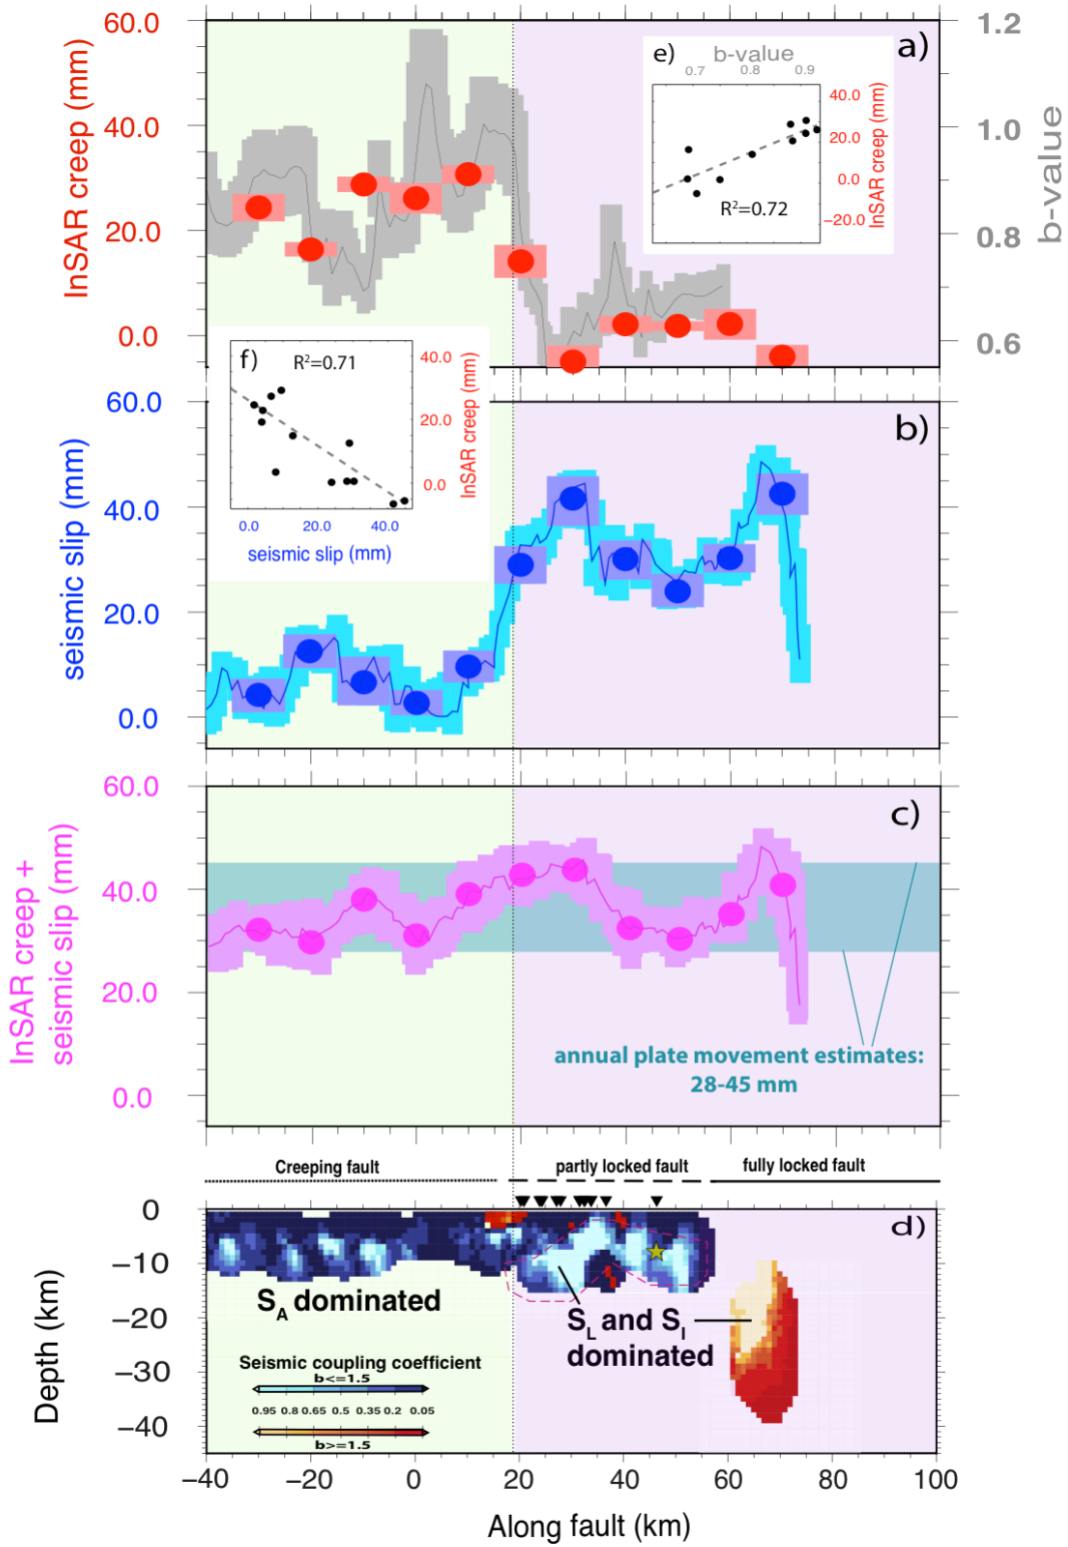 60.0
40.0
20.0
0.0
InSAR creep (mm)
a)
1.2
1.0
0.8
0.6
b-value
e)
b-value
0.7 0.8 0.9
40.0
20.0
0.0
−20.0
InSAR creep (mm)
R²=0.72
f)
R²=0.71
40.0
20.0
0.0
InSAR creep (mm)
0.0 20.0 40.0
seismic slip (mm)
60.0
40.0
20.0
0.0
seismic slip (mm)
b)
60.0
40.0
20.0
0.0
InSAR creep +
seismic slip (mm)
c)
annual plate movement estimates:
28-45 mm
Creeping fault
partly locked fault
fully locked fault
0
−10
−20
−30
−40
Depth (km)
d)
S_A dominated
S_L and S_I
dominated
Seismic coupling coefficient
b<=1.5
0.95 0.8 0.65 0.5 0.35 0.2 0.05
b>=1.5
−40 −20 0 20 40 60 80 100
Along fault (km)